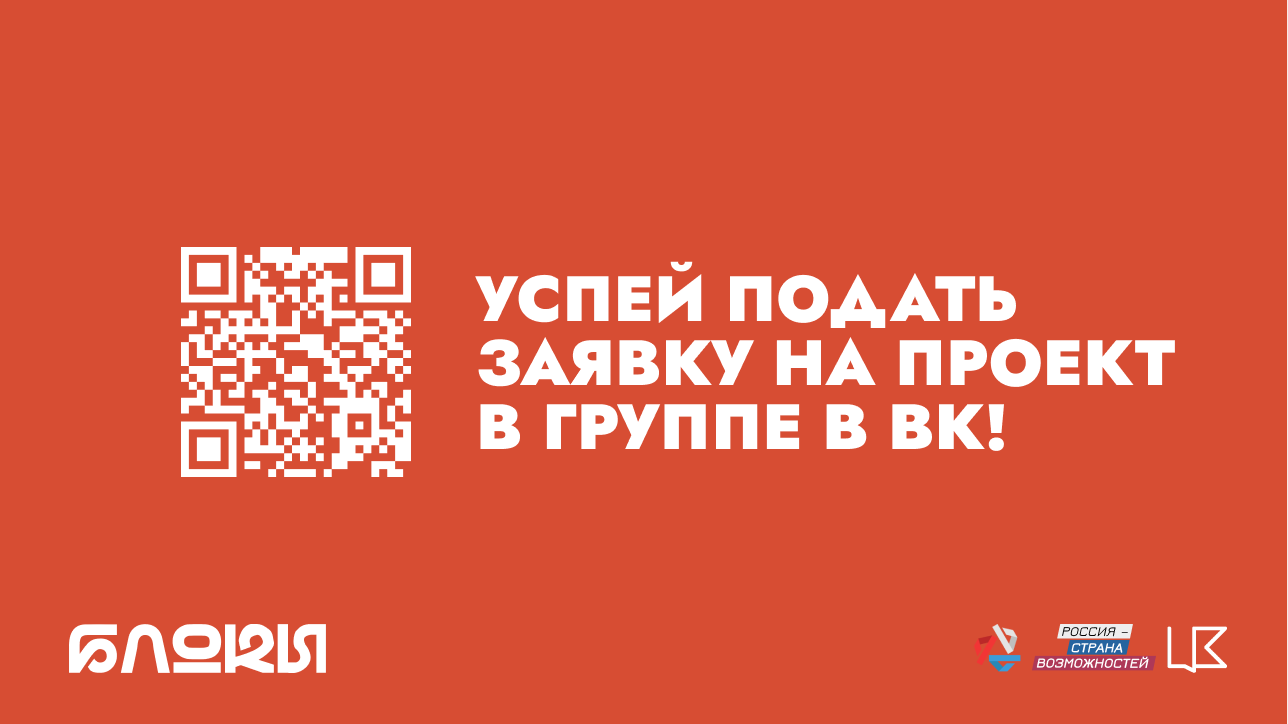 УСПЕЙ ПОДАТЬ
ЗАЯВКУ НА ПРОЕКТ
В ГРУППЕ В ВК!
РОССИЯ –
СТРАНА
ВОЗМОЖНОСТЕЙ